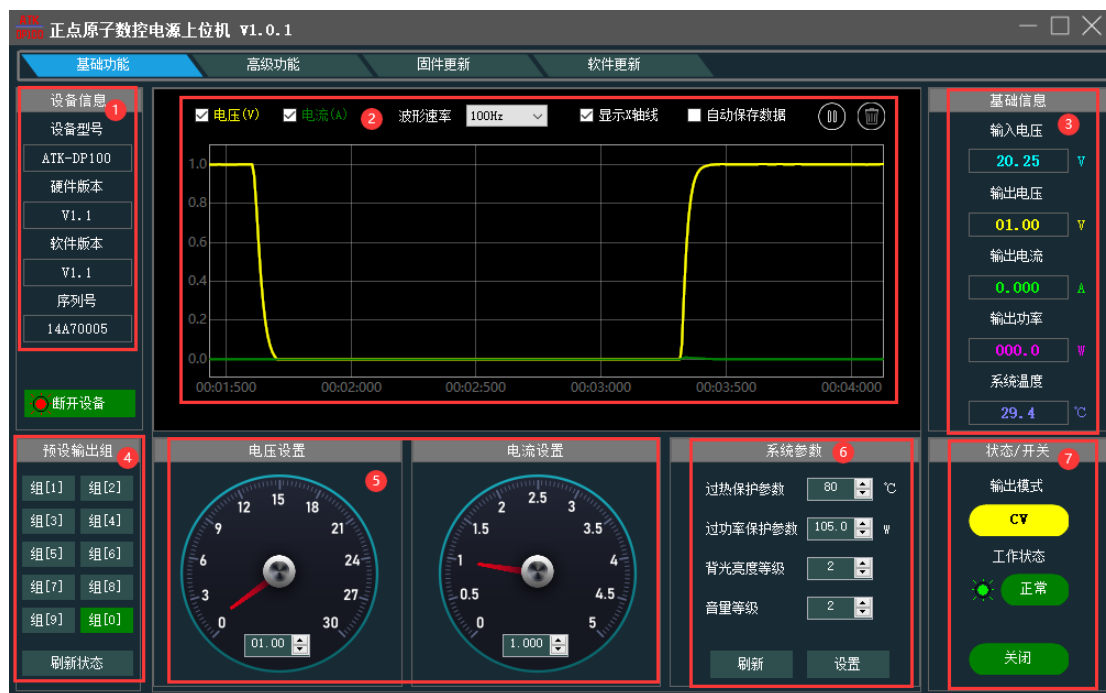 ATK
DP100
正点原子数控电源上位机 V1.0.1
基础功能 高级功能 固件更新 软件更新
设备信息
1
设备型号
ATK-DP100
硬件版本
V1.1
软件版本
V1.1
序列号
14A70005
断开设备
电压(V) 电流(A) 2 波形速率 100Hz 显示X轴线 自动保存数据
1.0
0.8
0.6
0.4
0.2
0.0
00:01:500 00:02:000 00:02:500 00:03:000 00:03:500 00:04:000
基础信息
3
输入电压
20.25 V
输出电压
01.00 V
输出电流
0.000 A
输出功率
000.0 W
系统温度
29.4 ℃
预设输出组
4
组[1] 组[2]
组[3] 组[4]
组[5] 组[6]
组[7] 组[8]
组[9] 组[0]
刷新状态
电压设置
5
0 3 6 9 12 15 18 21 24 27 30
01.00
电流设置
0 0.5 1 1.5 2 2.5 3 3.5 4 4.5 5
1.000
系统参数 6
过热保护参数 80 ℃
过功率保护参数 105.0 W
背光亮度等级 2
音里等级 2
刷新 设置
状态/开关
7
输出模式
CV
工作状态
正常
关闭